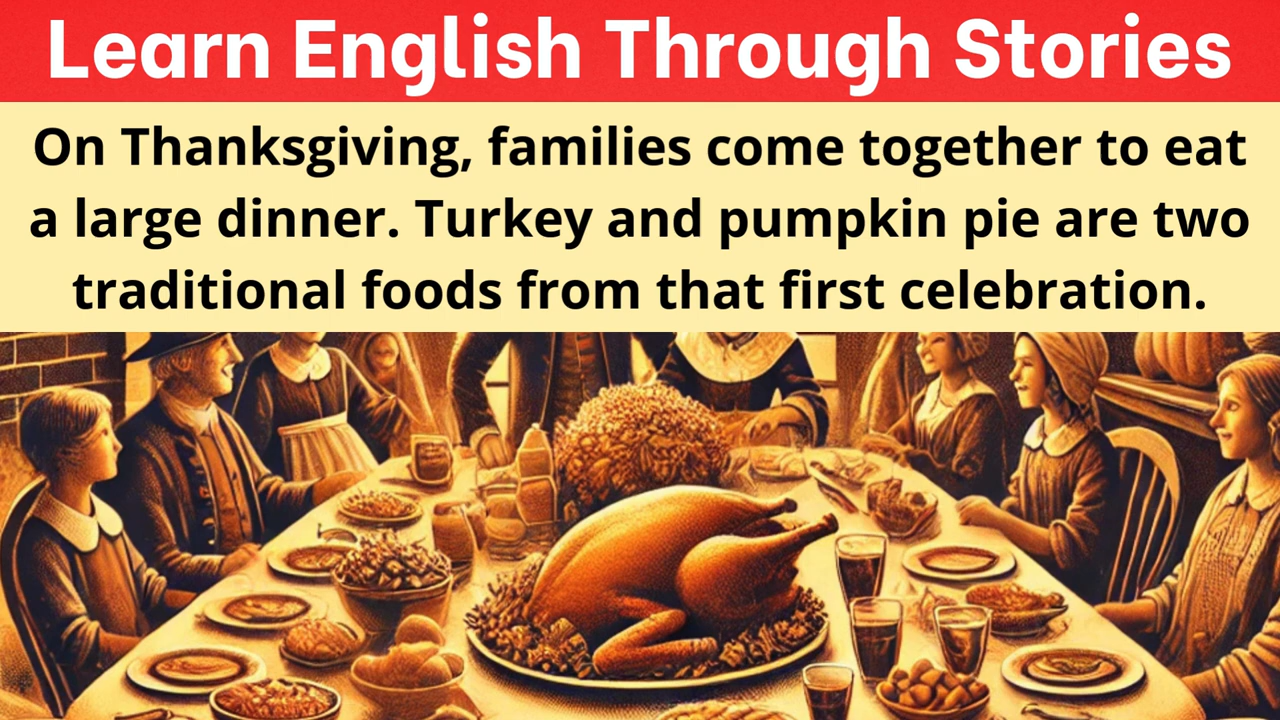 Learn English Through Stories
On Thanksgiving, families come together to eat
a large dinner. Turkey and pumpkin pie are two
traditional foods from that first celebration.